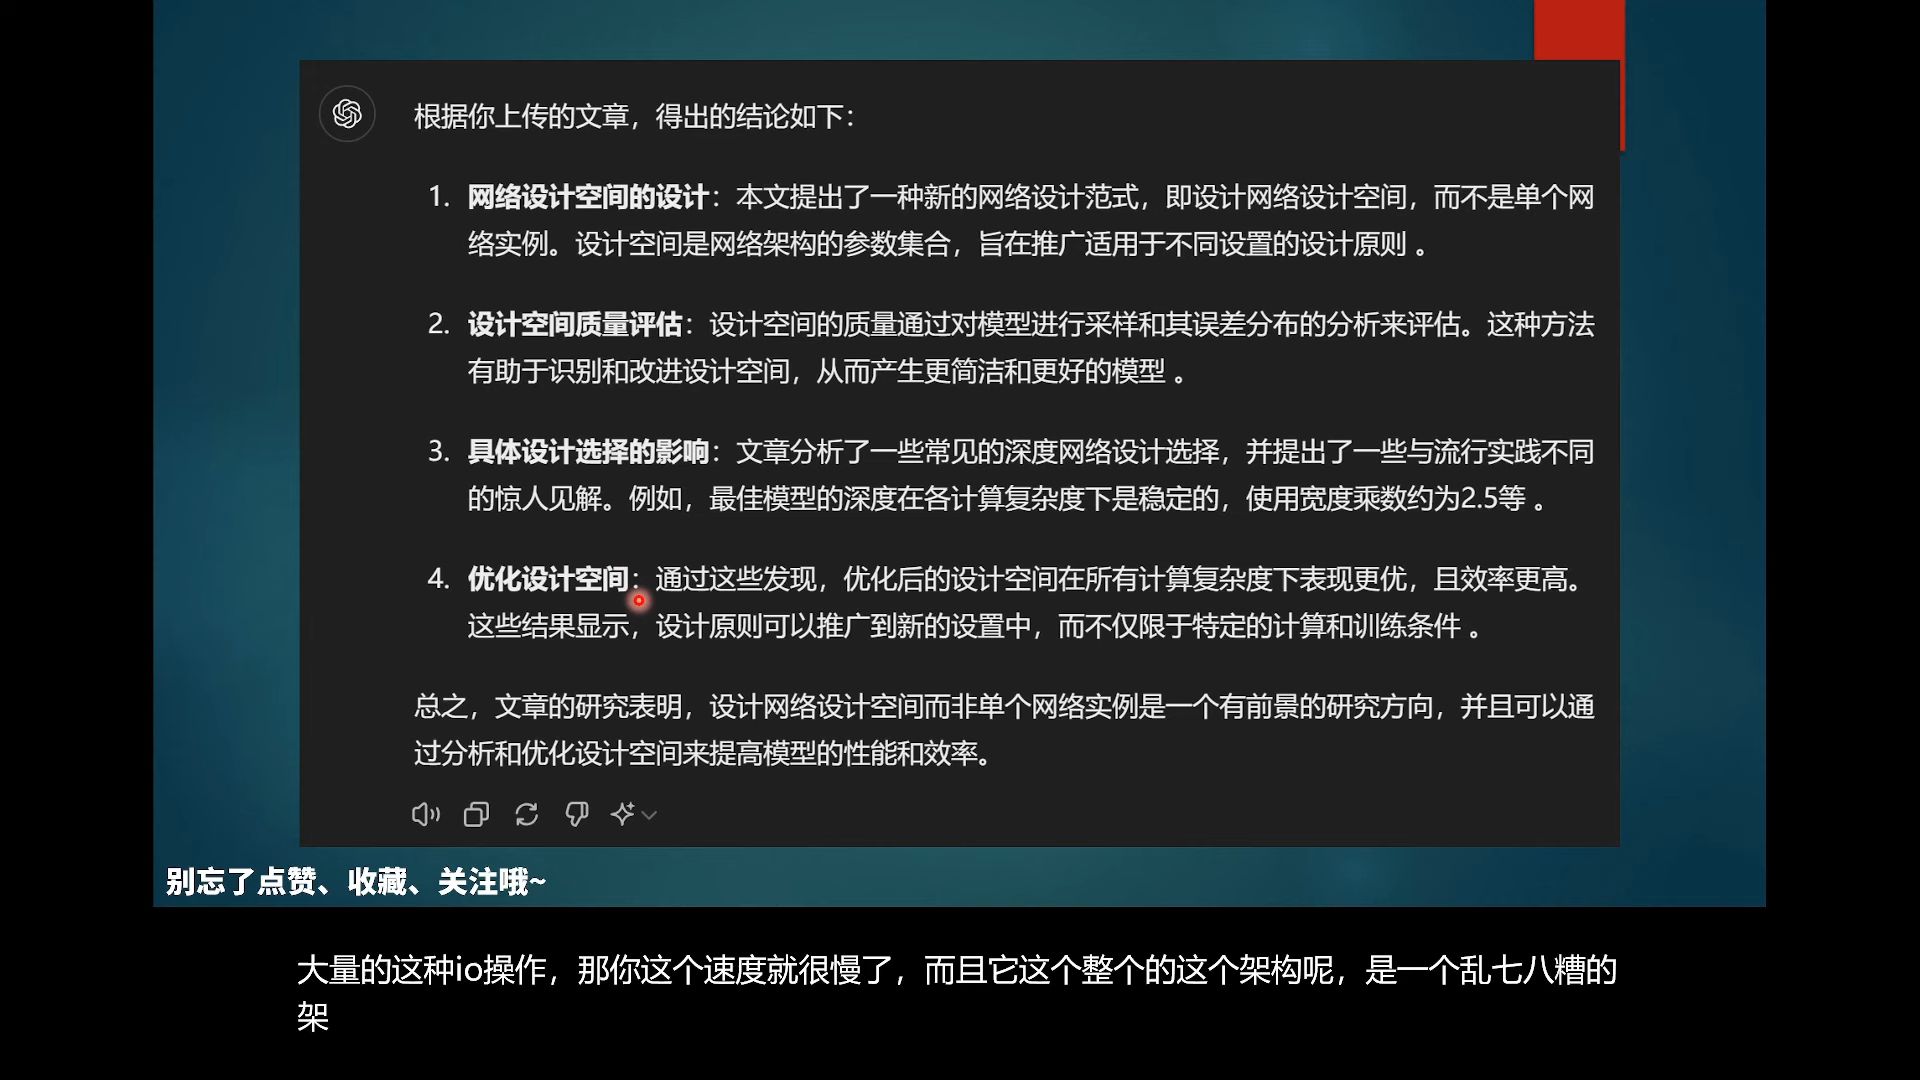 根据你上传的文章，得出的结论如下：
1. 网络设计空间的设计：本文提出了一种新的网络设计范式，即设计网络设计空间，而不是单个网
络实例。设计空间是网络架构的参数集合，旨在推广适用于不同设置的设计原则 。
2. 设计空间质量评估：设计空间的质量通过对模型进行采样和其误差分布的分析来评估。这种方法
有助于识别和改进设计空间，从而产生更简洁和更好的模型 。
3. 具体设计选择的影响：文章分析了一些常见的深度网络设计选择，并提出了一些与流行实践不同
的惊人见解。例如，最佳模型的深度在各计算复杂度下是稳定的，使用宽度乘数约为2.5等 。
4. 优化设计空间：通过这些发现，优化后的设计空间在所有计算复杂度下表现更优，且效率更高。
这些结果显示，设计原则可以推广到新的设置中，而不仅限于特定的计算和训练条件 。
总之，文章的研究表明，设计网络设计空间而非单个网络实例是一个有前景的研究方向，并且可以通
过分析和优化设计空间来提高模型的性能和效率。
别忘了点赞、收藏、关注哦~
大量的这种io操作，那你这个速度就很慢了，而且它这个整个的这个架构呢，是一个乱七八糟的
架